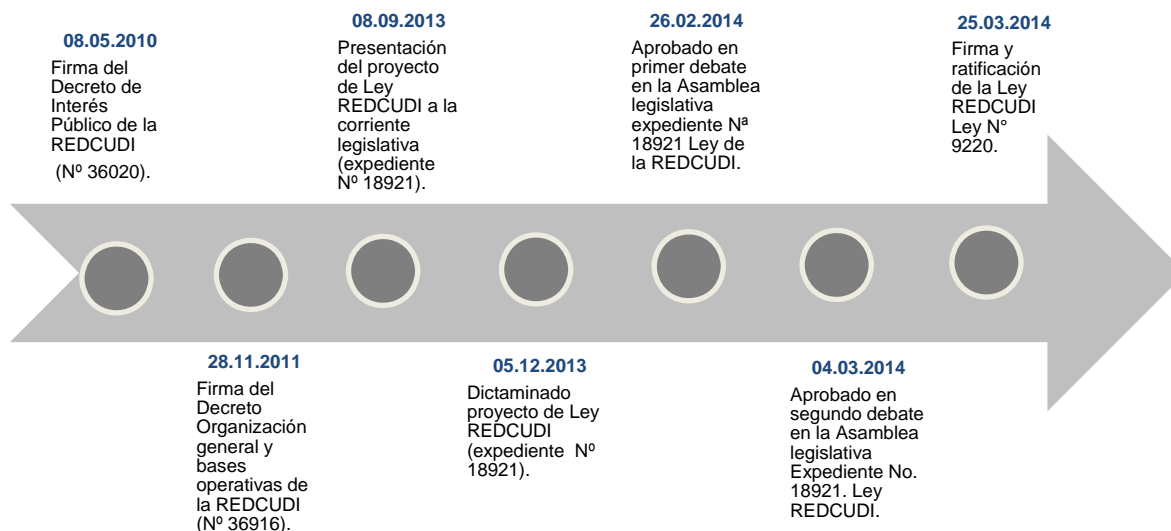 08.05.2010
Firma del
Decreto de
Interés
Público de la
REDCUDI
(Nº 36020).
28.11.2011
Firma del
Decreto
Organización
general y
bases
operativas de
la REDCUDI
(Nº 36916).
08.09.2013
Presentación
del proyecto
de Ley
REDCUDI a la
corriente
legislativa
(expediente
Nº 18921).
05.12.2013
Dictaminado
proyecto de Ley
REDCUDI
(expediente Nº
18921).
26.02.2014
Aprobado en
primer debate
en la Asamblea
legislativa
expediente Nª
18921 Ley de
la REDCUDI.
04.03.2014
Aprobado en
segundo debate
en la Asamblea
legislativa
Expediente No.
18921. Ley
REDCUDI.
25.03.2014
Firma y
ratificación
de la Ley
REDCUDI
Ley N°
9220.